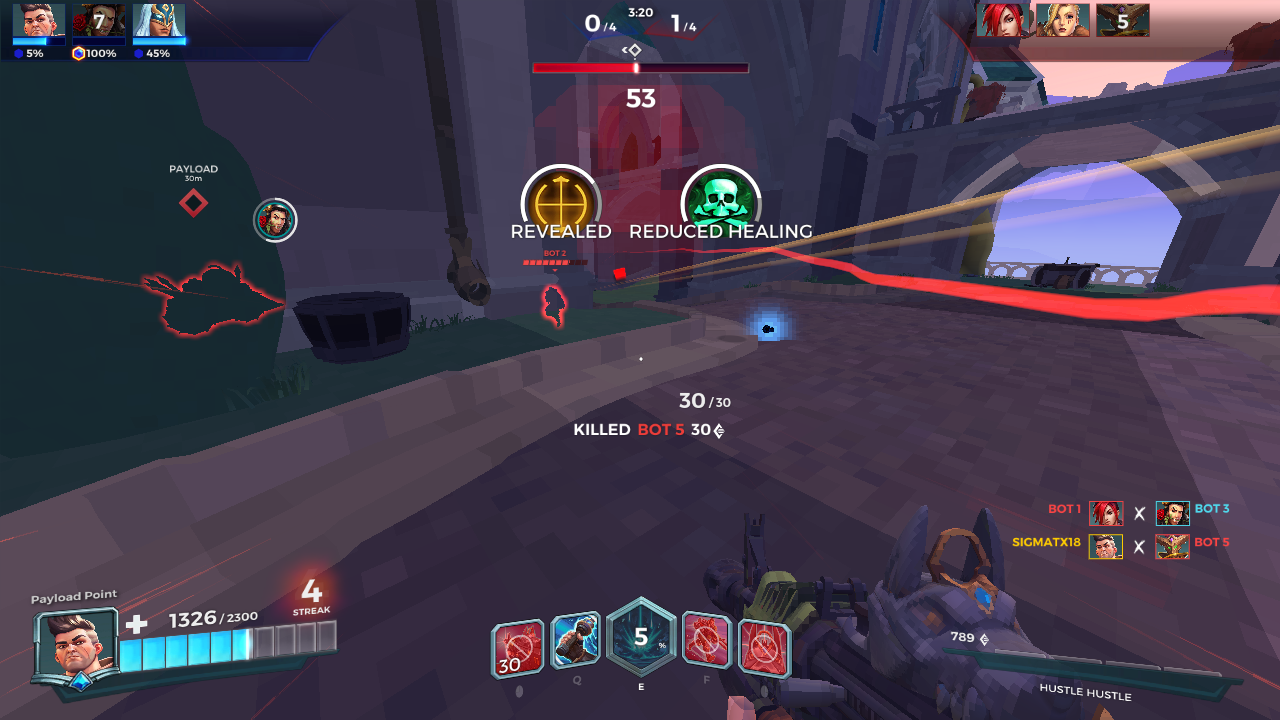 7
5%
100%
45%
3:20
0/4
1/4
53
5
PAYLOAD
30m
REVEALED
REDUCED HEALING
BOT 2
30/30
KILLED BOT 5 30
BOT 1 X BOT 3
SIGMATX18 X BOT 5
Payload Point
1326/2300
4
STREAK
30
Q
5%
E
F
789
HUSTLE HUSTLE